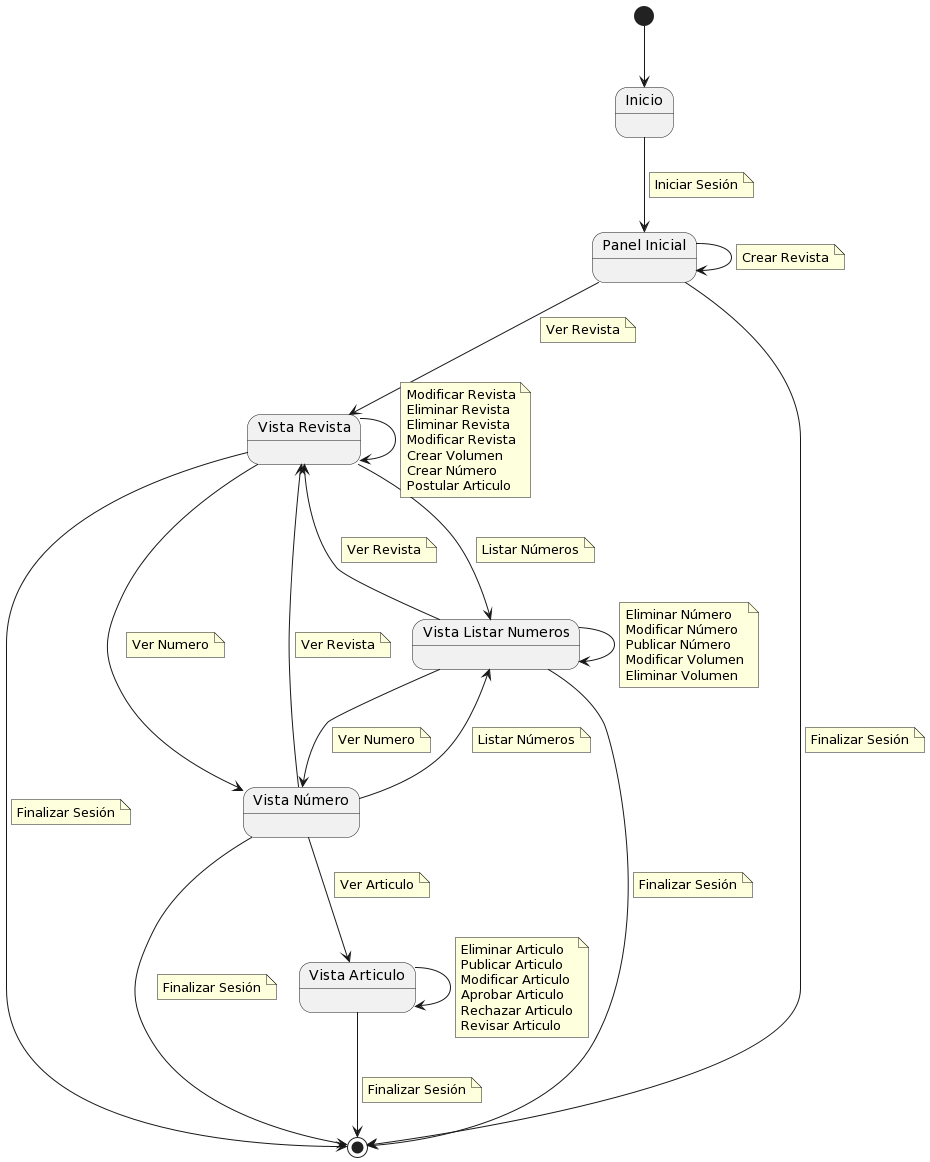 Inicio
Iniciar Sesión
Panel Inicial
Crear Revista
Ver Revista
Modificar Revista
Eliminar Revista
Eliminar Revista
Modificar Revista
Crear Volumen
Crear Número
Postular Articulo
Vista Revista
Ver Revista
Listar Números
Eliminar Número
Modificar Número
Publicar Número
Modificar Volumen
Eliminar Volumen
Vista Listar Numeros
Ver Numero
Ver Revista
Ver Numero
Listar Números
Finalizar Sesión
Vista Número
Finalizar Sesión
Ver Articulo
Finalizar Sesión
Eliminar Articulo
Publicar Articulo
Modificar Articulo
Aprobar Articulo
Rechazar Articulo
Revisar Articulo
Vista Articulo
Finalizar Sesión
Finalizar Sesión